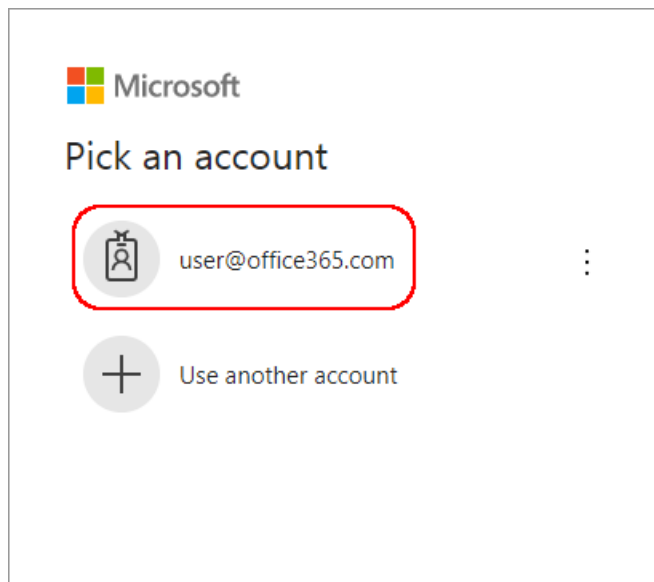 Microsoft
Pick an account
user@office365.com
Use another account